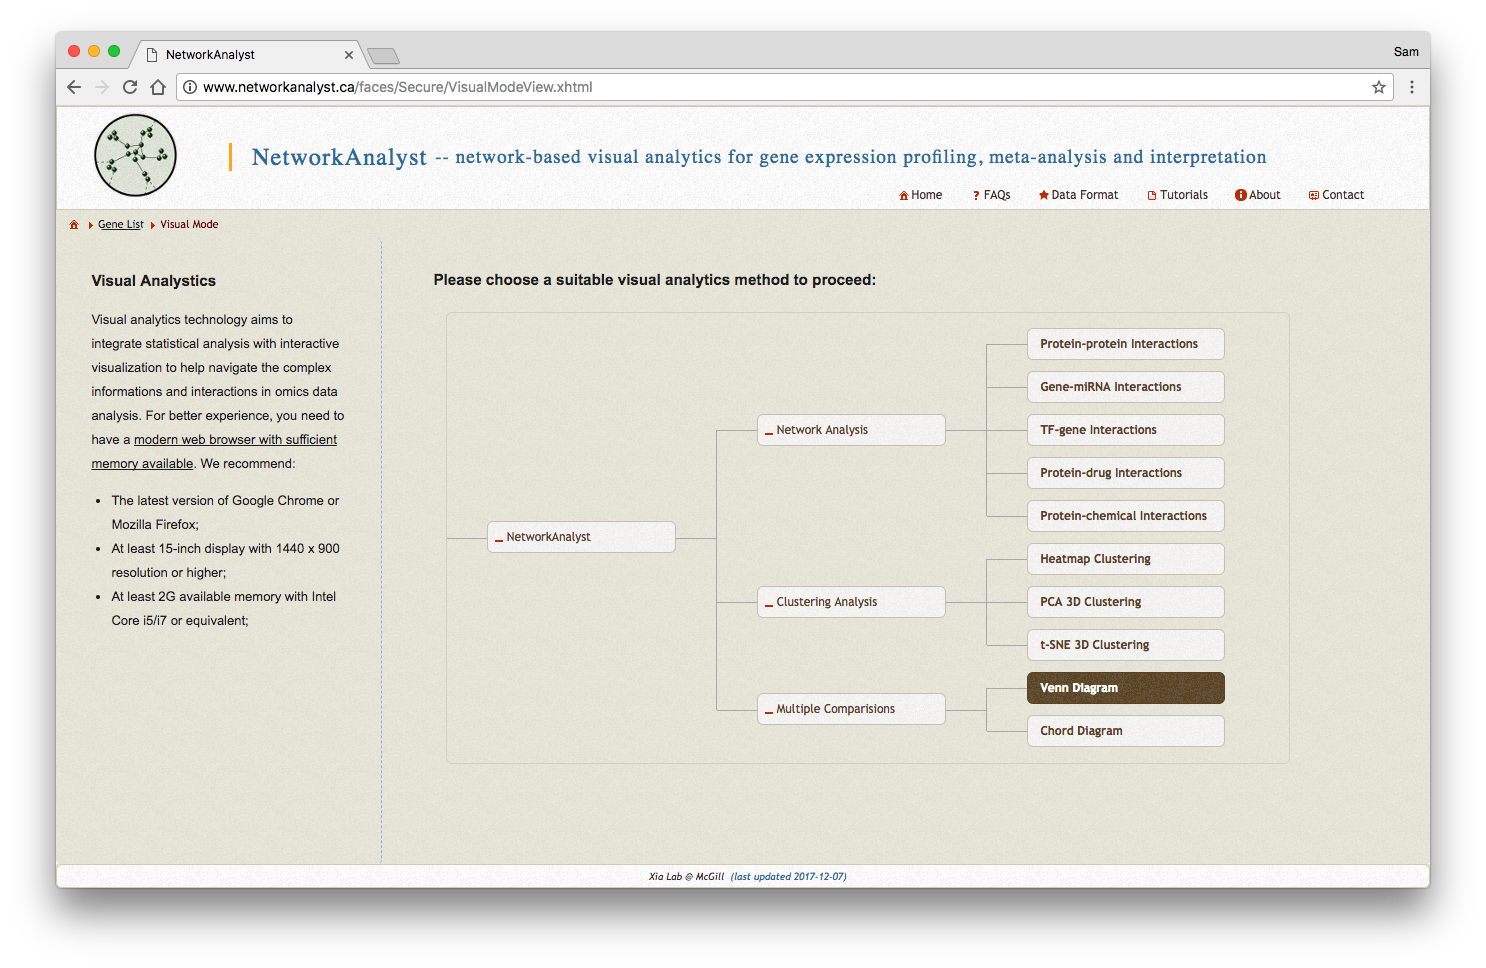 NetworkAnalyst
Sam
www.networkanalyst.ca/faces/Secure/VisualModeView.xhtml
NetworkAnalyst -- network-based visual analytics for gene expression profiling, meta-analysis and interpretation
Home FAQs Data Format Tutorials About Contact
Gene List Visual Mode
Visual Analystics
Visual analytics technology aims to
integrate statistical analysis with interactive
visualization to help navigate the complex
informations and interactions in omics data
analysis. For better experience, you need to
have a modern web browser with sufficient
memory available. We recommend:
• The latest version of Google Chrome or
Mozilla Firefox;
• At least 15-inch display with 1440 x 900
resolution or higher;
• At least 2G available memory with Intel
Core i5/i7 or equivalent;
Please choose a suitable visual analytics method to proceed:
NetworkAnalyst
Network Analysis
Protein-protein Interactions
Gene-miRNA Interactions
TF-gene Interactions
Protein-drug Interactions
Protein-chemical Interactions
Clustering Analysis
Heatmap Clustering
PCA 3D Clustering
t-SNE 3D Clustering
Multiple Comparisions
Venn Diagram
Chord Diagram
Xia Lab @ McGill (last updated 2017-12-07)